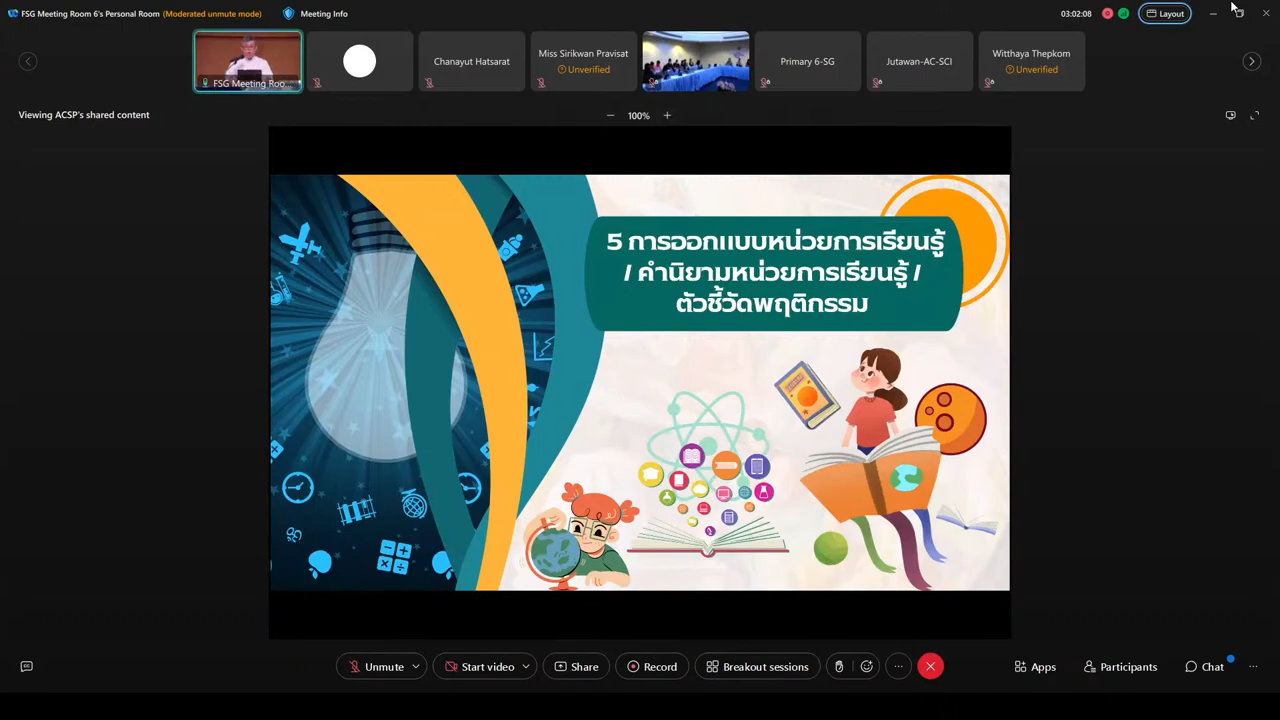 FSG Meeting Room 6's Personal Room (Moderated unmute mode) Meeting Info
03:02:08 Layout
FSG Meeting Roo...
Chanayut Hatsarat
Miss Sirikwan Pravisat
Unverified
Primary 6-SG
Jutawan-AC-SCI
Witthaya Thepkom
Unverified
Viewing ACSP's shared content
100%
5 การออกแบบหน่วยการเรียนรู้
/ คำนิยามหน่วยการเรียนรู้ /
ตัวชี้วัดพฤติกรรม
Unmute Start video Share Record Breakout sessions Apps Participants Chat